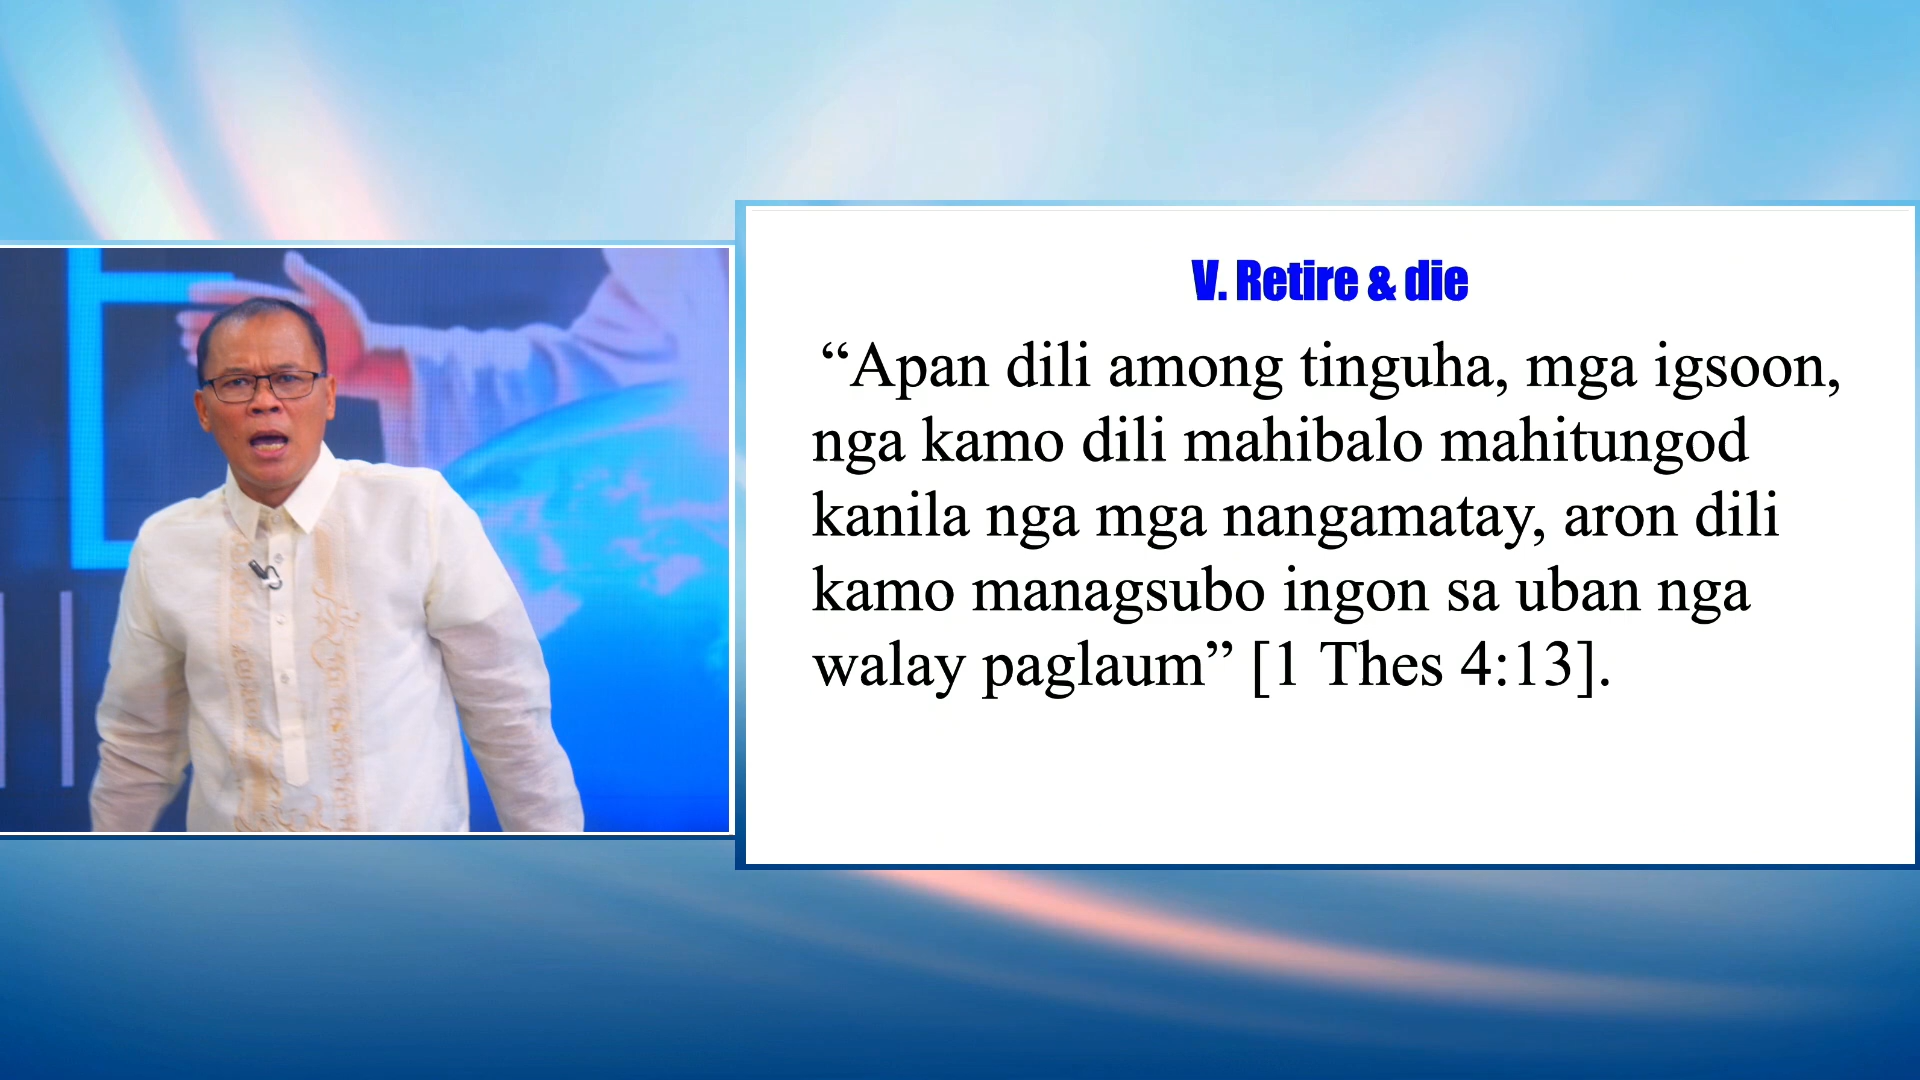 V. Retire & die
“Apan dili among tinguha, mga igsoon,
nga kamo dili mahibalo mahitungod
kanila nga mga nangamatay, aron dili
kamo managsubo ingon sa uban nga
walay paglaum” [1 Thes 4:13].